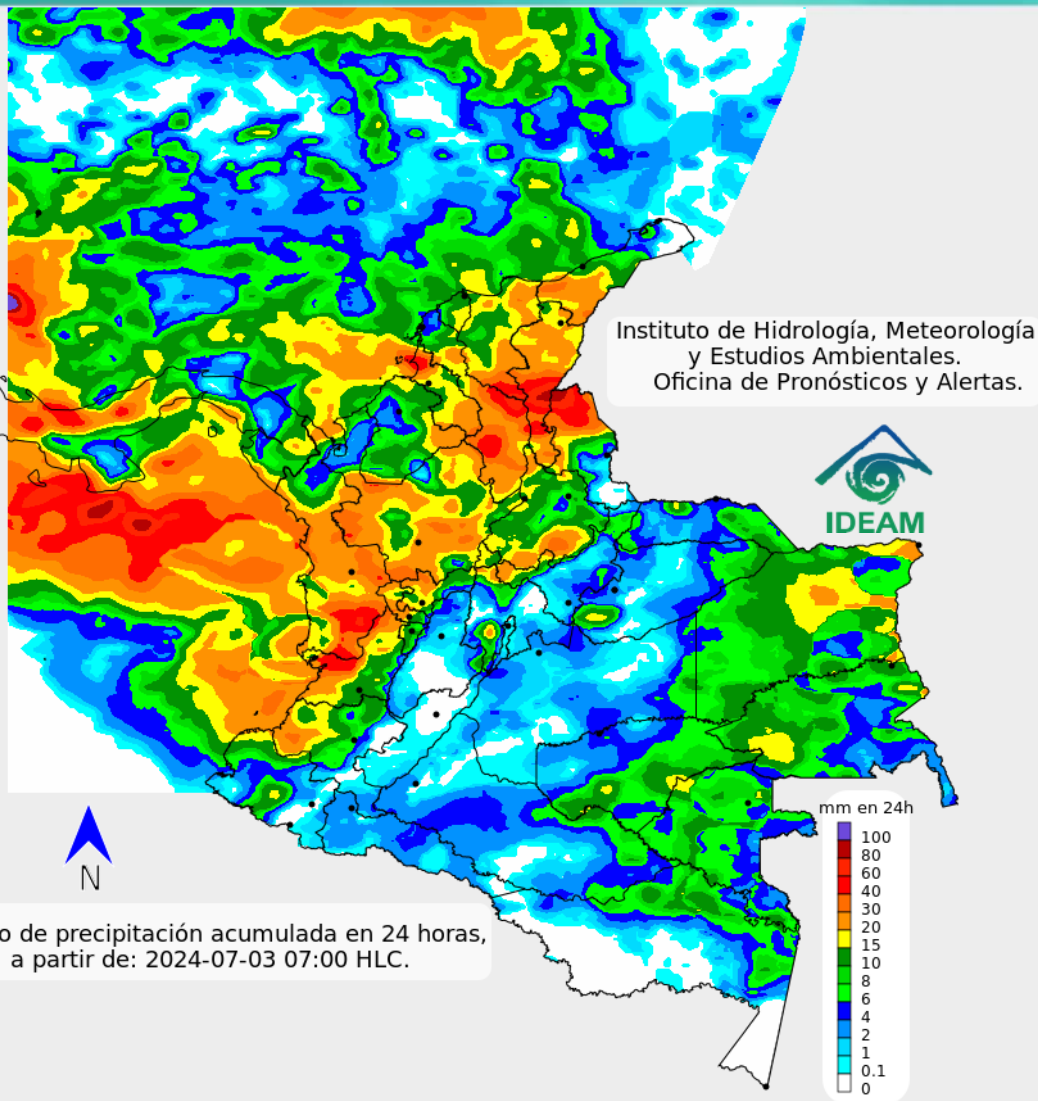 Instituto de Hidrología, Meteorología
y Estudios Ambientales.
Oficina de Pronósticos y Alertas.
IDEAM
mm en 24h
100
80
60
40
30
20
15
10
8
6
4
2
1
0.1
0
N
o de precipitación acumulada en 24 horas,
a partir de: 2024-07-03 07:00 HLC.